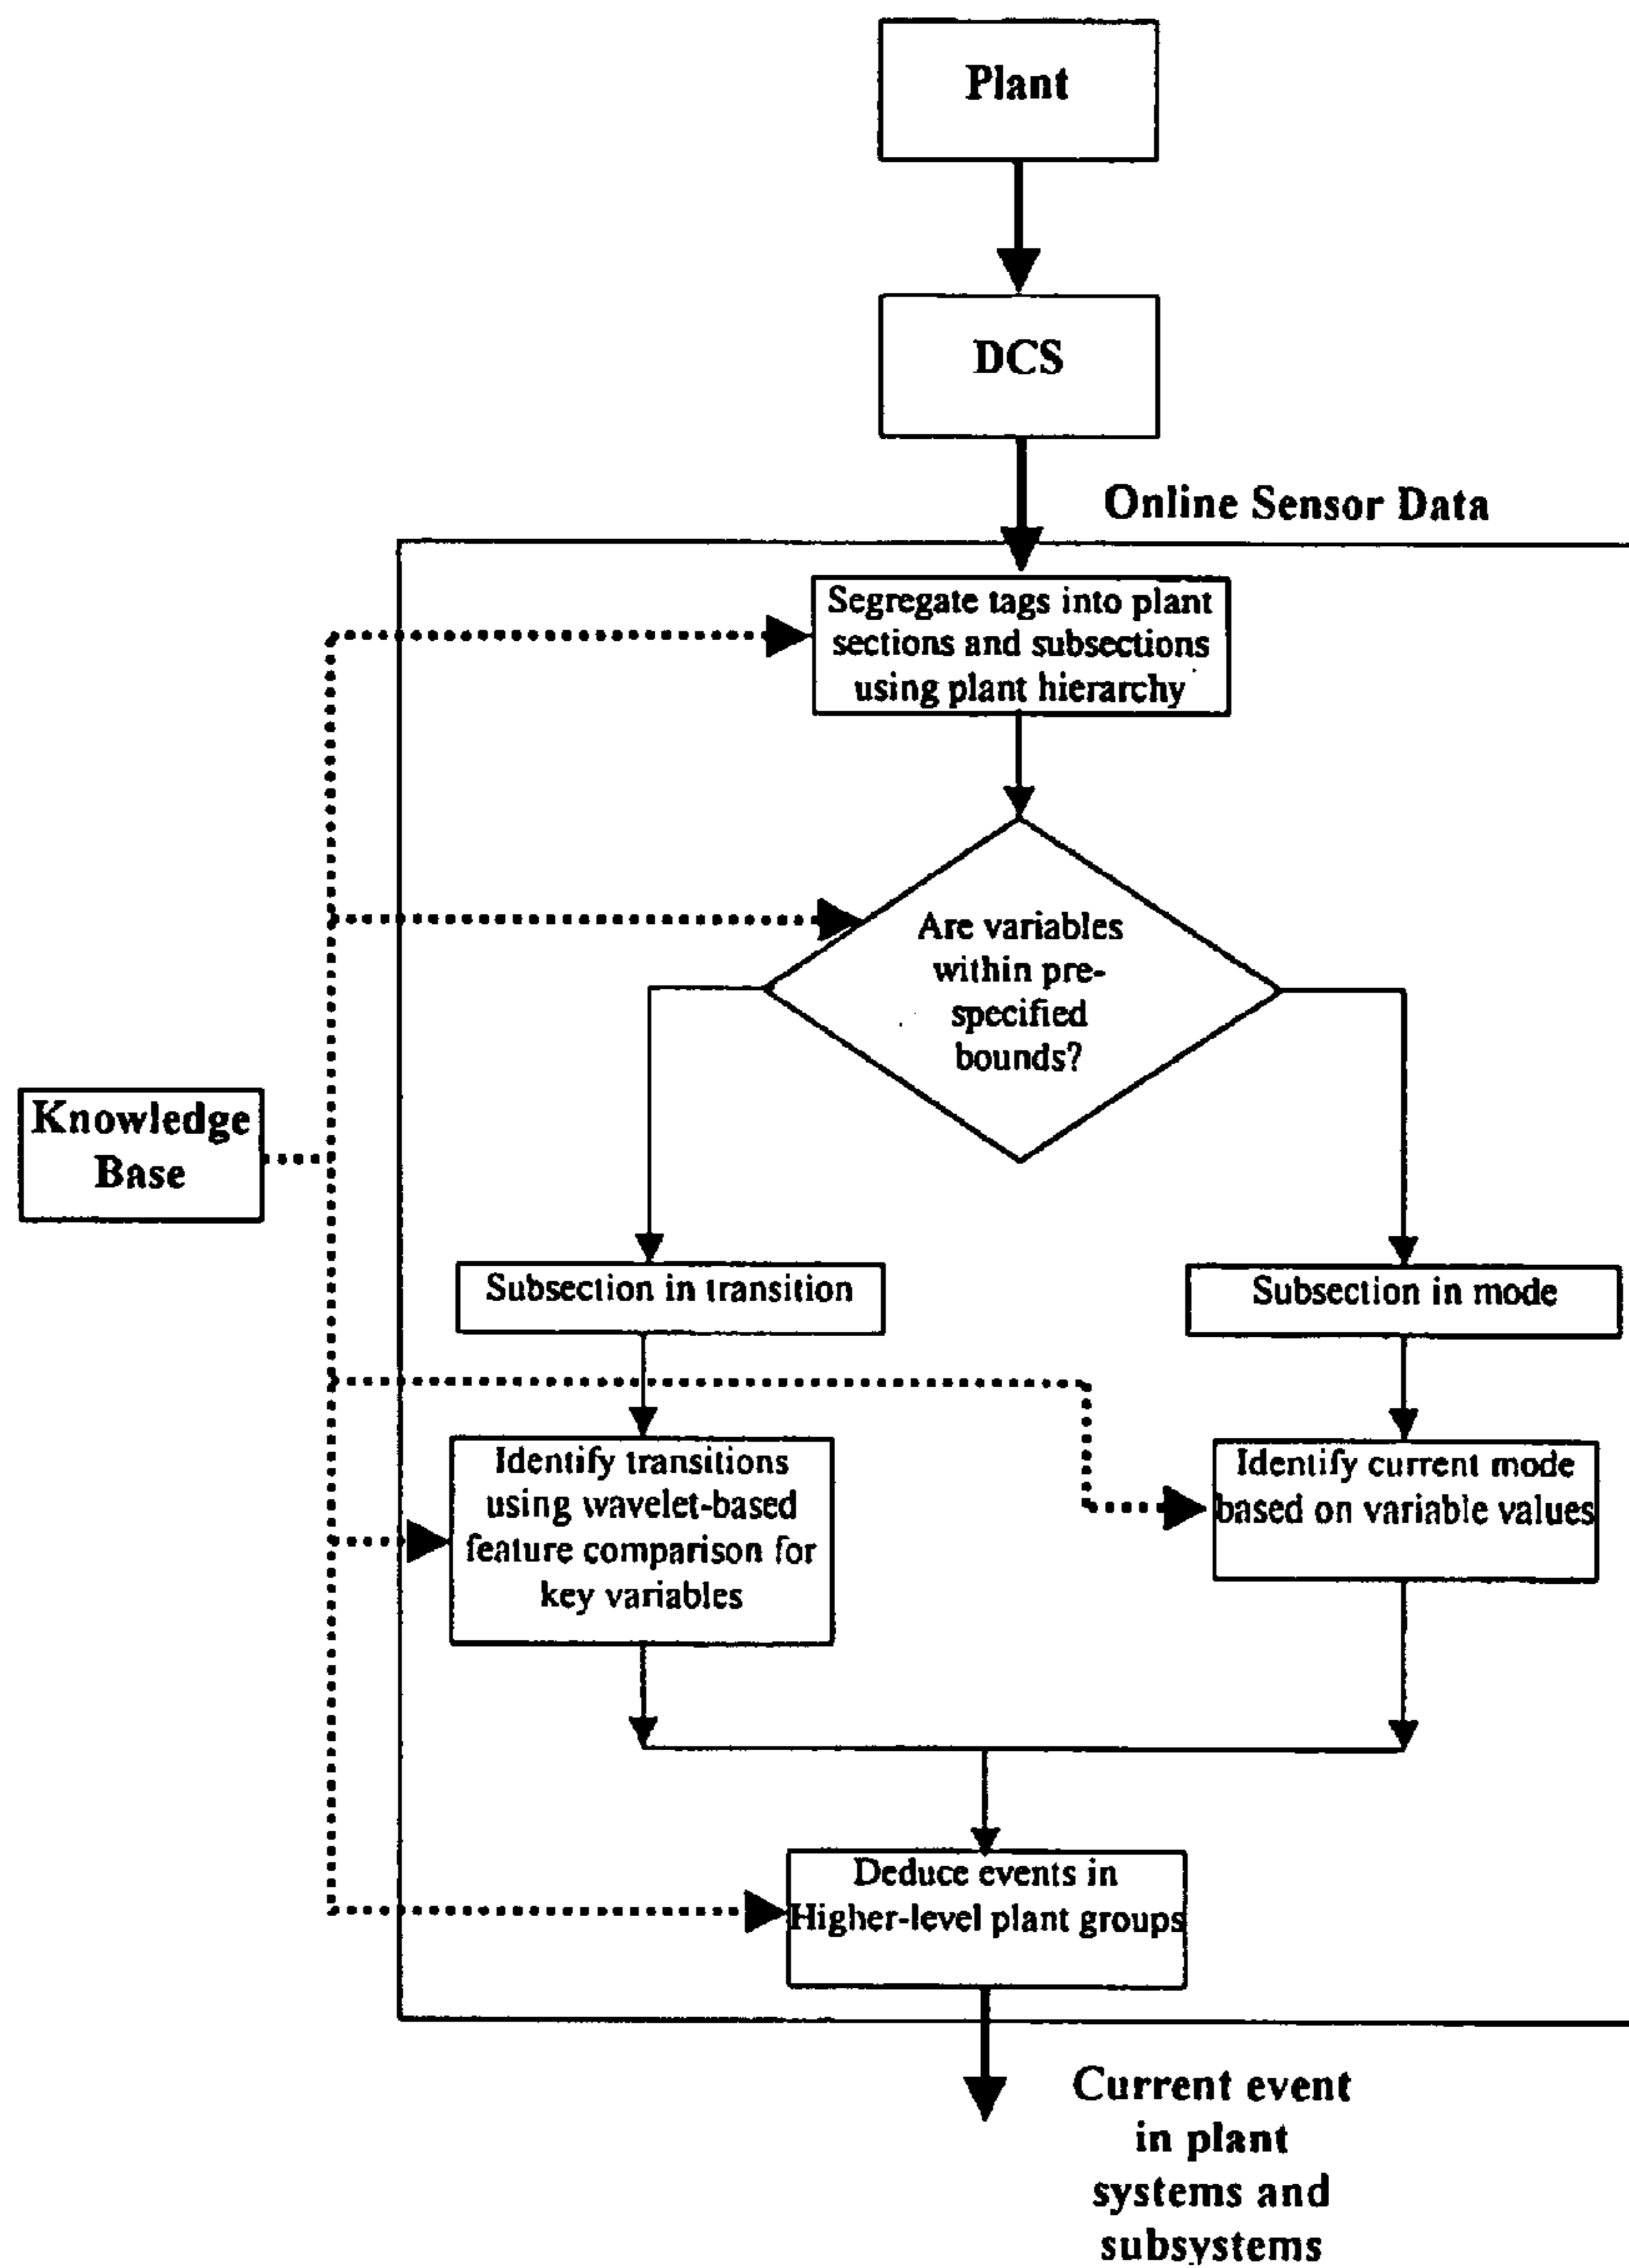 Plant
DCS
Online Sensor Data
Segregate tags into plant
sections and subsections
using plant hierarchy
Are variables
within pre-
specified
bounds?
Knowledge
Base
Subsection in transition
Subsection in mode
Identify transitions
using wavelet-based
feature comparison for
key variables
Identify current mode
based on variable values
Deduce events in
Higher-level plant groups
Current event
in plant
systems and
subsystems